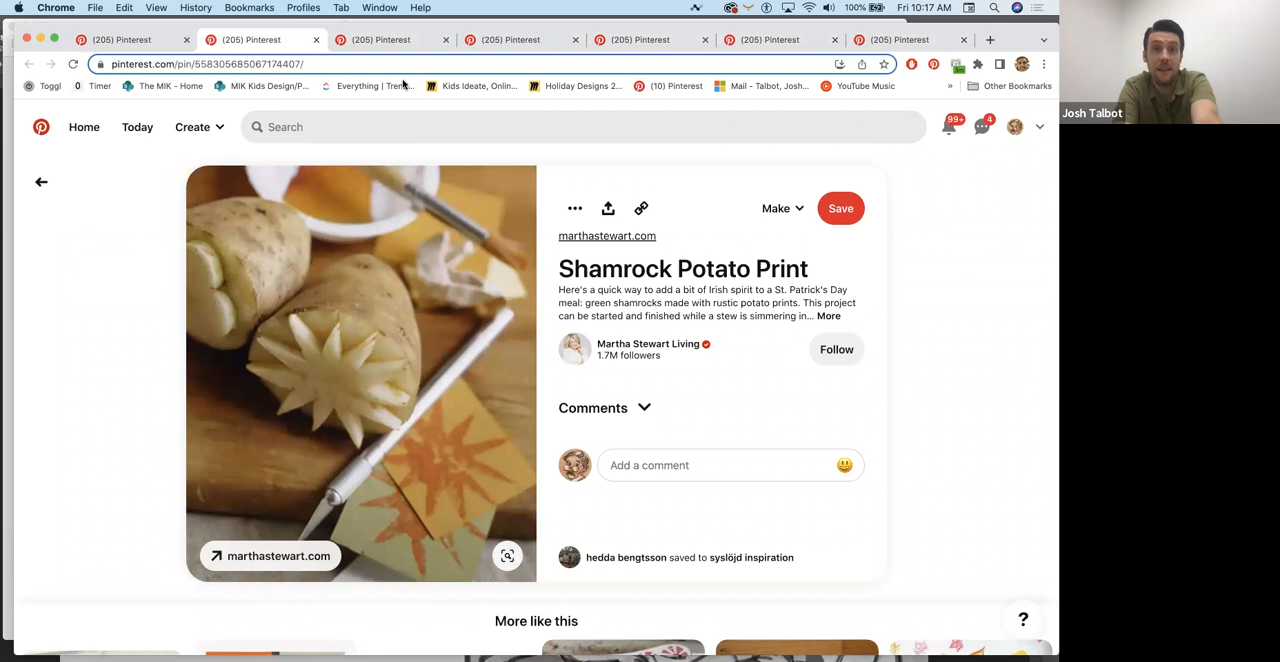 Chrome File Edit View History Bookmarks Profiles Tab Window Help 100% Fri 10:17 AM
(205) Pinterest (205) Pinterest (205) Pinterest (205) Pinterest (205) Pinterest (205) Pinterest (205) Pinterest
pinterest.com/pin/558305685067174407/
Toggl 0 Timer The MIK - Home MIK Kids Design/P... Everything | Tren... Kids Ideate, Onlin... Holiday Designs 2... (10) Pinterest Mail - Talbot, Josh... YouTube Music » Other Bookmarks
Josh Talbot
Home Today Create Search 99+ 4
Make Save
marthastewart.com
Shamrock Potato Print
Here's a quick way to add a bit of Irish spirit to a St. Patrick's Day
meal: green shamrocks made with rustic potato prints. This project
can be started and finished while a stew is simmering in... More
Martha Stewart Living
1.7M followers
Follow
Comments
Add a comment
marthastewart.com
hedda bengtsson saved to syslöjd inspiration
More like this
?